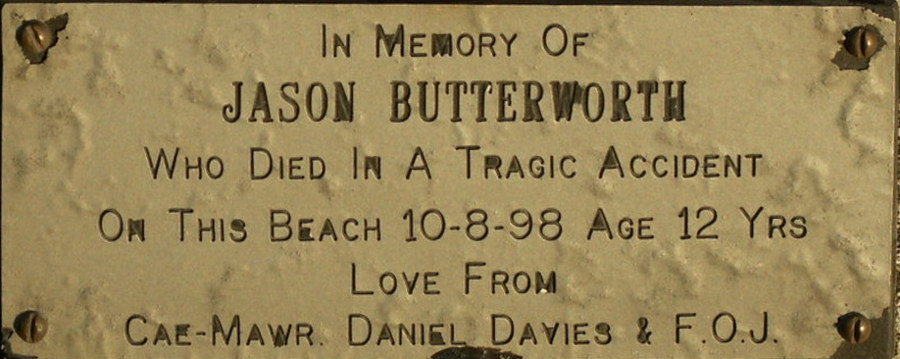 In Memory Of
JASON BUTTERWORTH
Who Died In A Tragic Accident
On This Beach 10-8-98 Age 12 Yrs
Love From
Cae-Mawr. Daniel Davies & F.O.J.